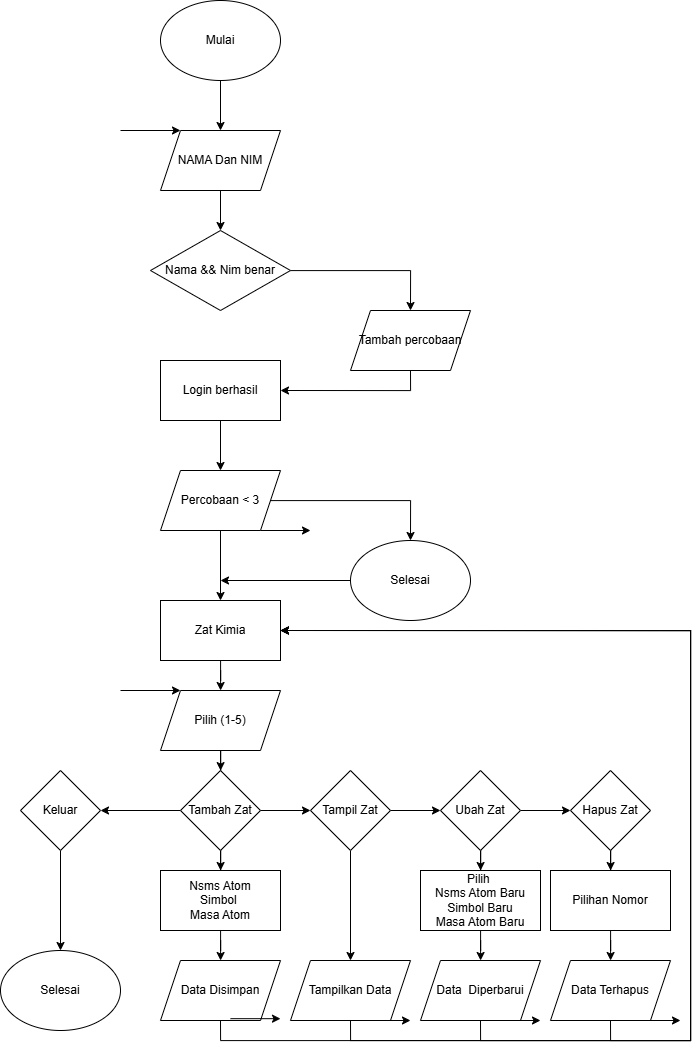 Mulai
NAMA Dan NIM
Nama && Nim benar
Tambah percobaan
Login berhasil
Percobaan < 3
Selesai
Zat Kimia
Pilih (1-5)
Keluar
Tambah Zat
Tampil Zat
Ubah Zat
Hapus Zat
Nsms Atom
Simbol
Masa Atom
Pilih
Nsms Atom Baru
Simbol Baru
Masa Atom Baru
Pilihan Nomor
Selesai
Data Disimpan
Tampilkan Data
Data Diperbarui
Data Terhapus